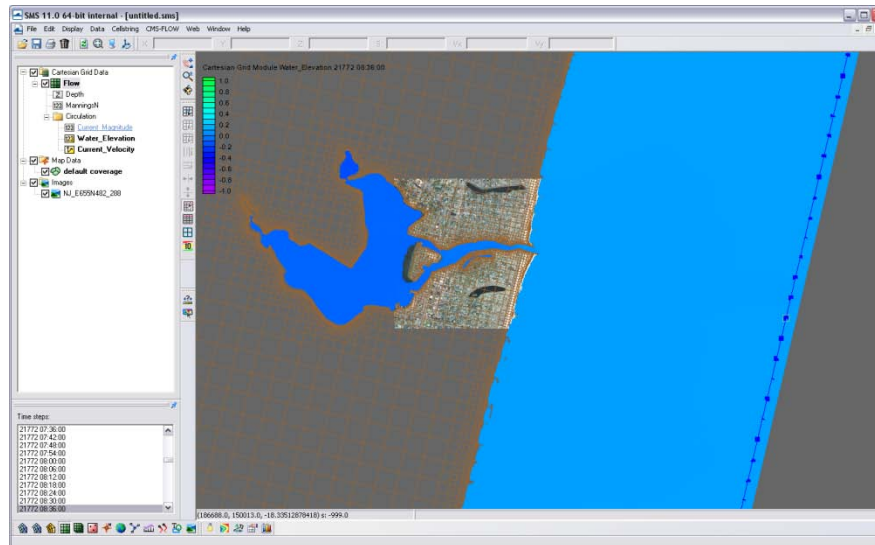 SMS 11.0 64-bit internal - [untitled.sms]
File Edit Display Data Cellstring CMS-FLOW Web Window Help
X Y Z S Vx Vy
Cartesian Grid Data
Flow
Depth
ManningsN
Circulation
Current_Magnitude
Water_Elevation
Current_Velocity
Map Data
default coverage
Images
NJ_E655N482_288
Cartesian Grid Module Water_Elevation 21772 08:36:00
1.0
0.8
0.6
0.4
0.2
0.0
-0.2
-0.4
-0.6
-0.8
-1.0
Time steps:
21772 07:36:00
21772 07:42:00
21772 07:48:00
21772 07:54:00
21772 08:00:00
21772 08:06:00
21772 08:12:00
21772 08:18:00
21772 08:24:00
21772 08:30:00
21772 08:36:00
(186688.0, 150013.0, -18.33512878418) s: -999.0